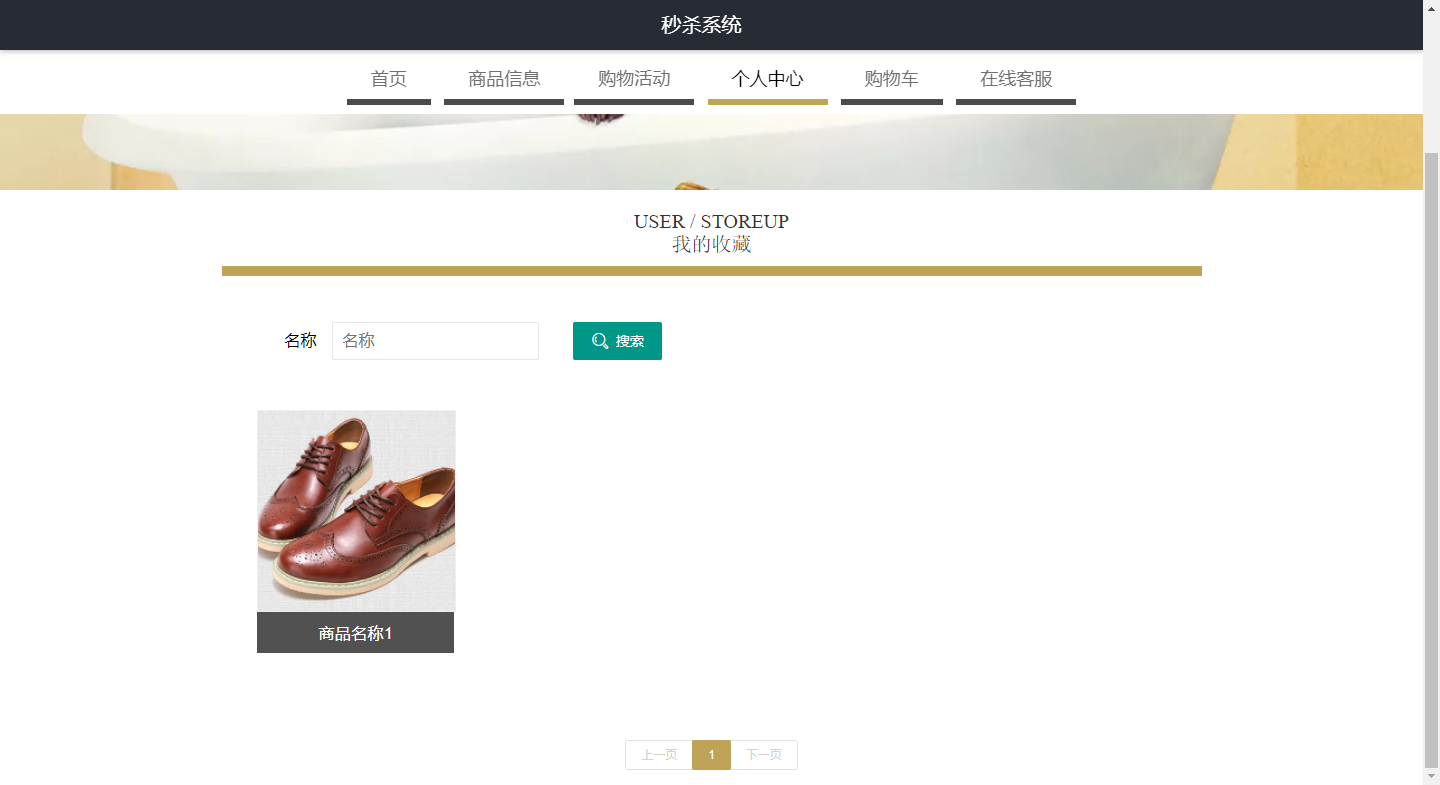 秒杀系统
首页
商品信息
购物活动
个人中心
购物车
在线客服
USER / STOREUP
我的收藏
名称
名称
搜索
商品名称1
上一页
1
下一页